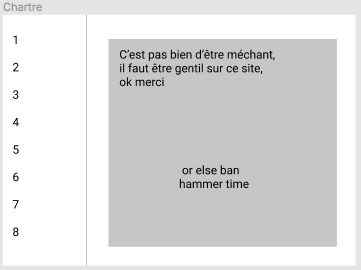 Chartre
1
2
3
4
5
6
7
8
C'est pas bien d'être méchant,
il faut être gentil sur ce site,
ok merci
or else ban
hammer time